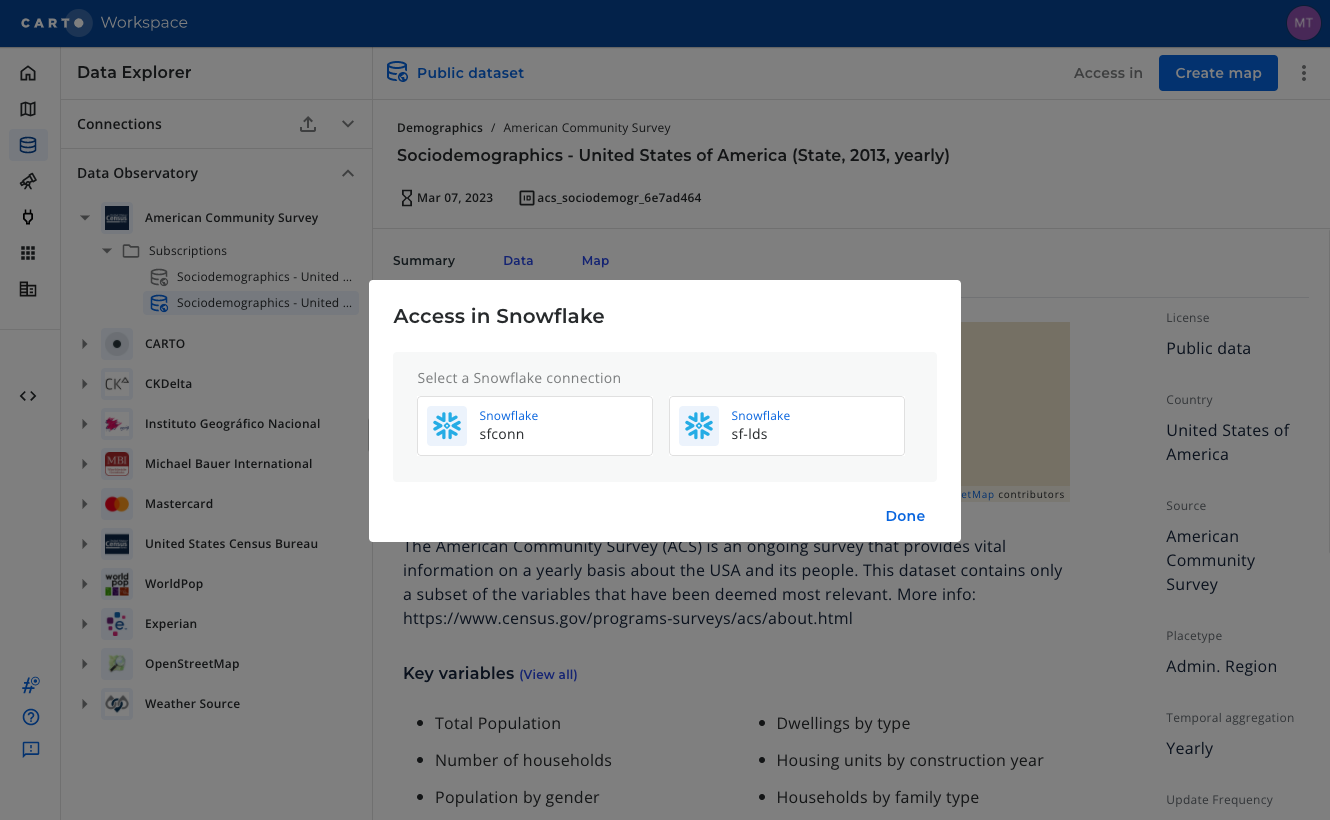 CARTO Workspace
MT
Data Explorer
Public dataset
Access in
Create map
Connections
Data Observatory
American Community Survey
Subscriptions
Sociodemographics - United ...
Sociodemographics - United ...
CARTO
CKDelta
Instituto Geográfico Nacional
Michael Bauer International
Mastercard
United States Census Bureau
WorldPop
Experian
OpenStreetMap
Weather Source
Demographics / American Community Survey
Sociodemographics - United States of America (State, 2013, yearly)
Mar 07, 2023
ID acs_sociodemogr_6e7ad464
Summary
Data
Map
Access in Snowflake
Select a Snowflake connection
Snowflake
sfconn
Snowflake
sf-lds
Done
etMap contributors
The American Community Survey (ACS) is an ongoing survey that provides vital
information on a yearly basis about the USA and its people. This dataset contains only
a subset of the variables that have been deemed most relevant. More info:
https://www.census.gov/programs-surveys/acs/about.html
Key variables (View all)
Total Population
Number of households
Population by gender
Dwellings by type
Housing units by construction year
Households by family type
License
Public data
Country
United States of
America
Source
American
Community
Survey
Placetype
Admin. Region
Temporal aggregation
Yearly
Update Frequency